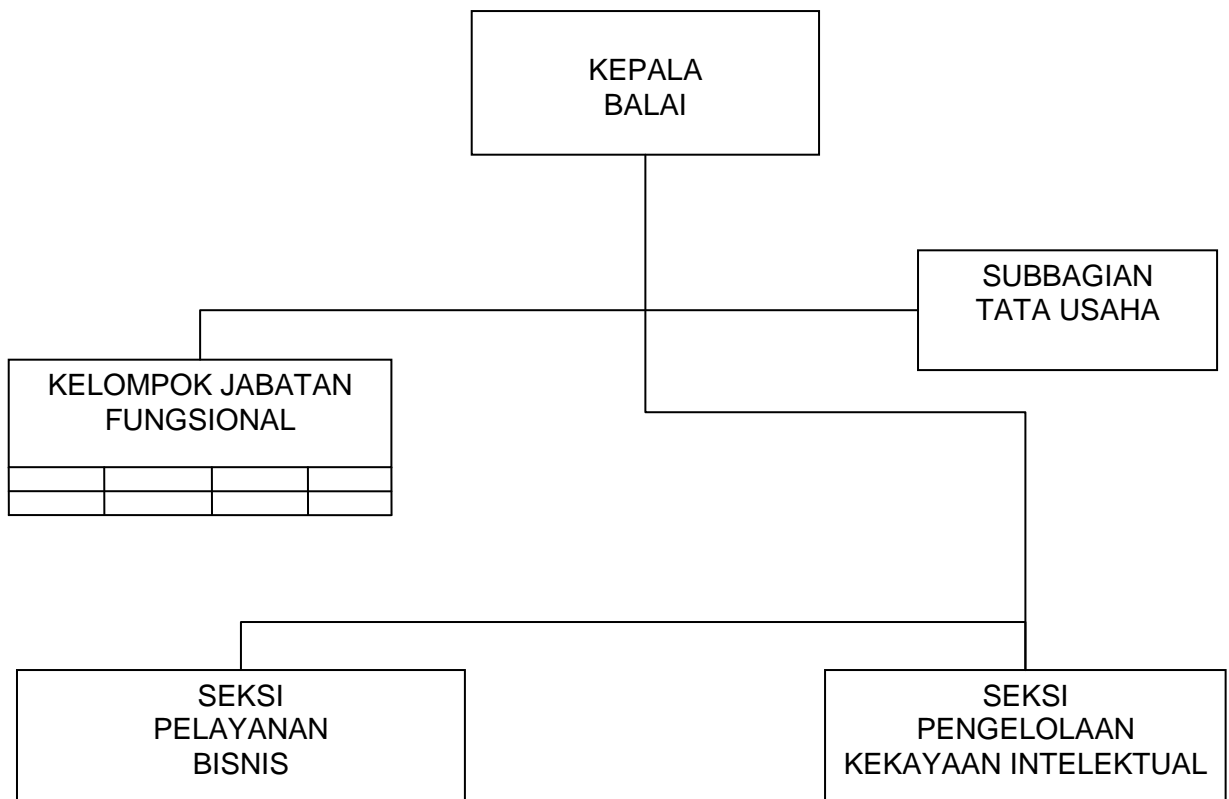 KEPALA
BALAI
SUBBAGIAN
TATA USAHA
KELOMPOK JABATAN
FUNGSIONAL
SEKSI
PELAYANAN
BISNIS
SEKSI
PENGELOLAAN
KEKAYAAN INTELEKTUAL